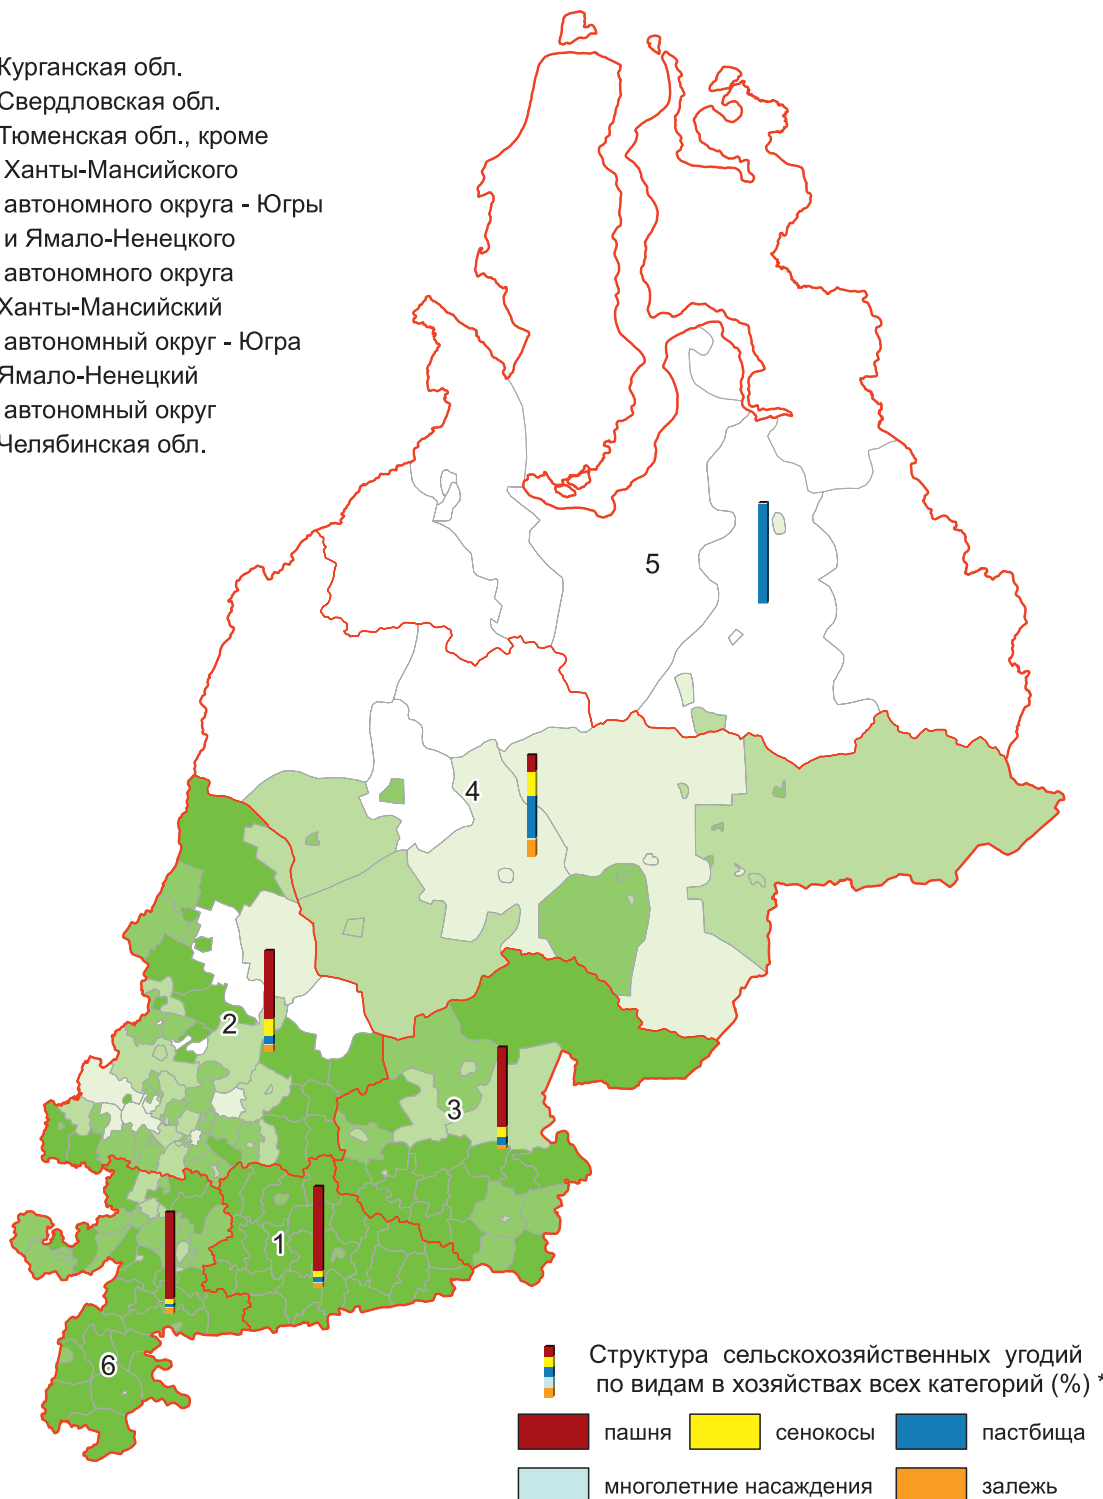 Курганская обл.
Свердловская обл.
Тюменская обл., кроме
Ханты-Мансийского
автономного округа - Югры
и Ямало-Ненецкого
автономного округа
Ханты-Мансийский
автономный округ - Югра
Ямало-Ненецкий
автономный округ
Челябинская обл.
5
4
2
3
1
6
Структура сельскохозяйственных угодий
по видам в хозяйствах всех категорий (%) *
пашня сенокосы пастбища
многолетние насаждения залежь